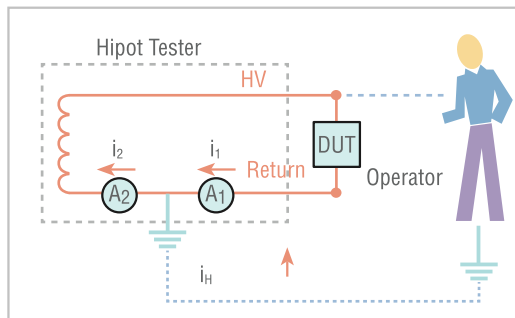 Hipot Tester
HV
i2
i1
DUT
Return
Operator
A2
A1
iH